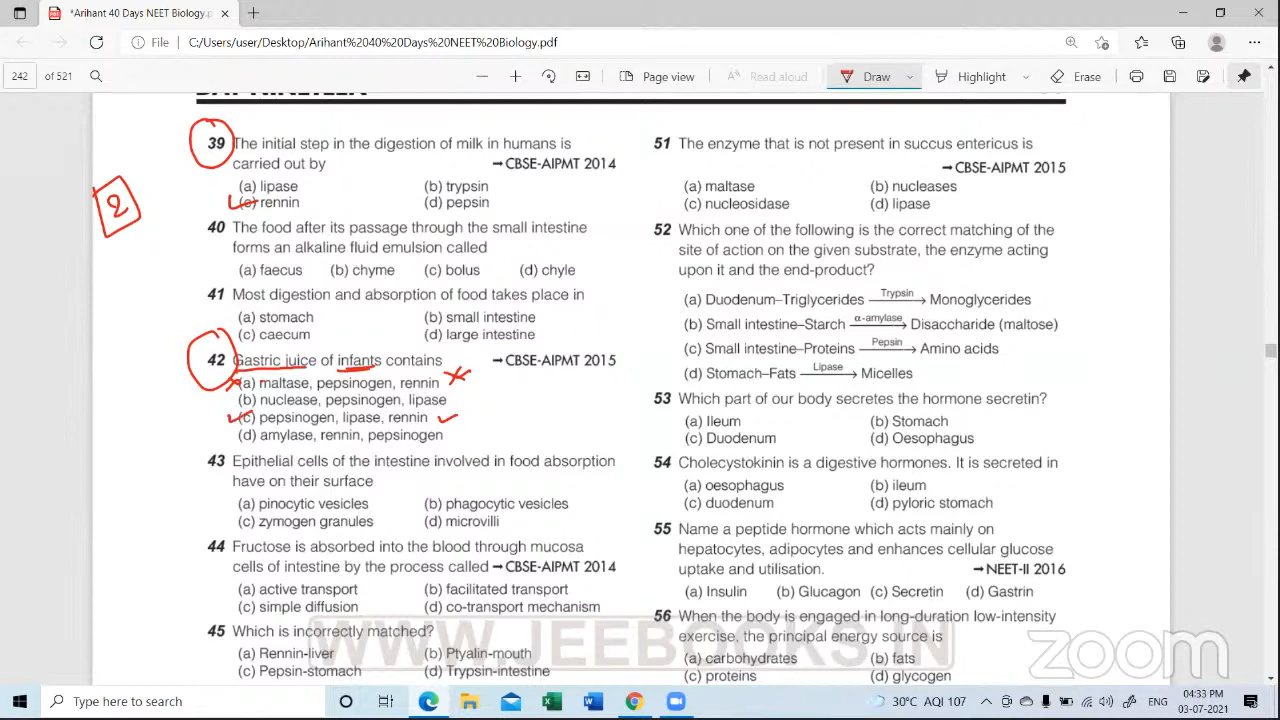 *Arihant 40 Days NEET Biology.p
File
C:/Users/user/Desktop/Arihant%2040%20Days%20NEET%20Biology.pdf
242 of 521
Page view
Read aloud
Draw
Highlight
Erase
DAY NINETEEN
2
39 The initial step in the digestion of milk in humans is
carried out by → CBSE-AIPMT 2014
(a) lipase (b) trypsin
(c) rennin (d) pepsin
40 The food after its passage through the small intestine
forms an alkaline fluid emulsion called
(a) faecus (b) chyme (c) bolus (d) chyle
41 Most digestion and absorption of food takes place in
(a) stomach (b) small intestine
(c) caecum (d) large intestine
42 Gastric juice of infants contains → CBSE-AIPMT 2015
(a) maltase, pepsinogen, rennin
(b) nuclease, pepsinogen, lipase
(c) pepsinogen, lipase, rennin
(d) amylase, rennin, pepsinogen
43 Epithelial cells of the intestine involved in food absorption
have on their surface
(a) pinocytic vesicles (b) phagocytic vesicles
(c) zymogen granules (d) microvilli
44 Fructose is absorbed into the blood through mucosa
cells of intestine by the process called → CBSE-AIPMT 2014
(a) active transport (b) facilitated transport
(c) simple diffusion (d) co-transport mechanism
45 Which is incorrectly matched?
(a) Rennin-liver (b) Ptyalin-mouth
(c) Pepsin-stomach (d) Trypsin-intestine
51 The enzyme that is not present in succus entericus is
→ CBSE-AIPMT 2015
(a) maltase (b) nucleases
(c) nucleosidase (d) lipase
52 Which one of the following is the correct matching of the
site of action on the given substrate, the enzyme acting
upon it and the end-product?
(a) Duodenum–Triglycerides Trypsin→ Monoglycerides
(b) Small intestine–Starch α-amylase→ Disaccharide (maltose)
(c) Small intestine–Proteins Pepsin→ Amino acids
(d) Stomach–Fats Lipase→ Micelles
53 Which part of our body secretes the hormone secretin?
(a) Ileum (b) Stomach
(c) Duodenum (d) Oesophagus
54 Cholecystokinin is a digestive hormones. It is secreted in
(a) oesophagus (b) ileum
(c) duodenum (d) pyloric stomach
55 Name a peptide hormone which acts mainly on
hepatocytes, adipocytes and enhances cellular glucose
uptake and utilisation. → NEET-II 2016
(a) Insulin (b) Glucagon (c) Secretin (d) Gastrin
56 When the body is engaged in long-duration low-intensity
exercise, the principal energy source is
(a) carbohydrates (b) fats
(c) proteins (d) glycogen
WWW.JEEBOOKS.IN
zoom
Type here to search
30°C AQI 107
ENG
04:33 PM
03-07-2021